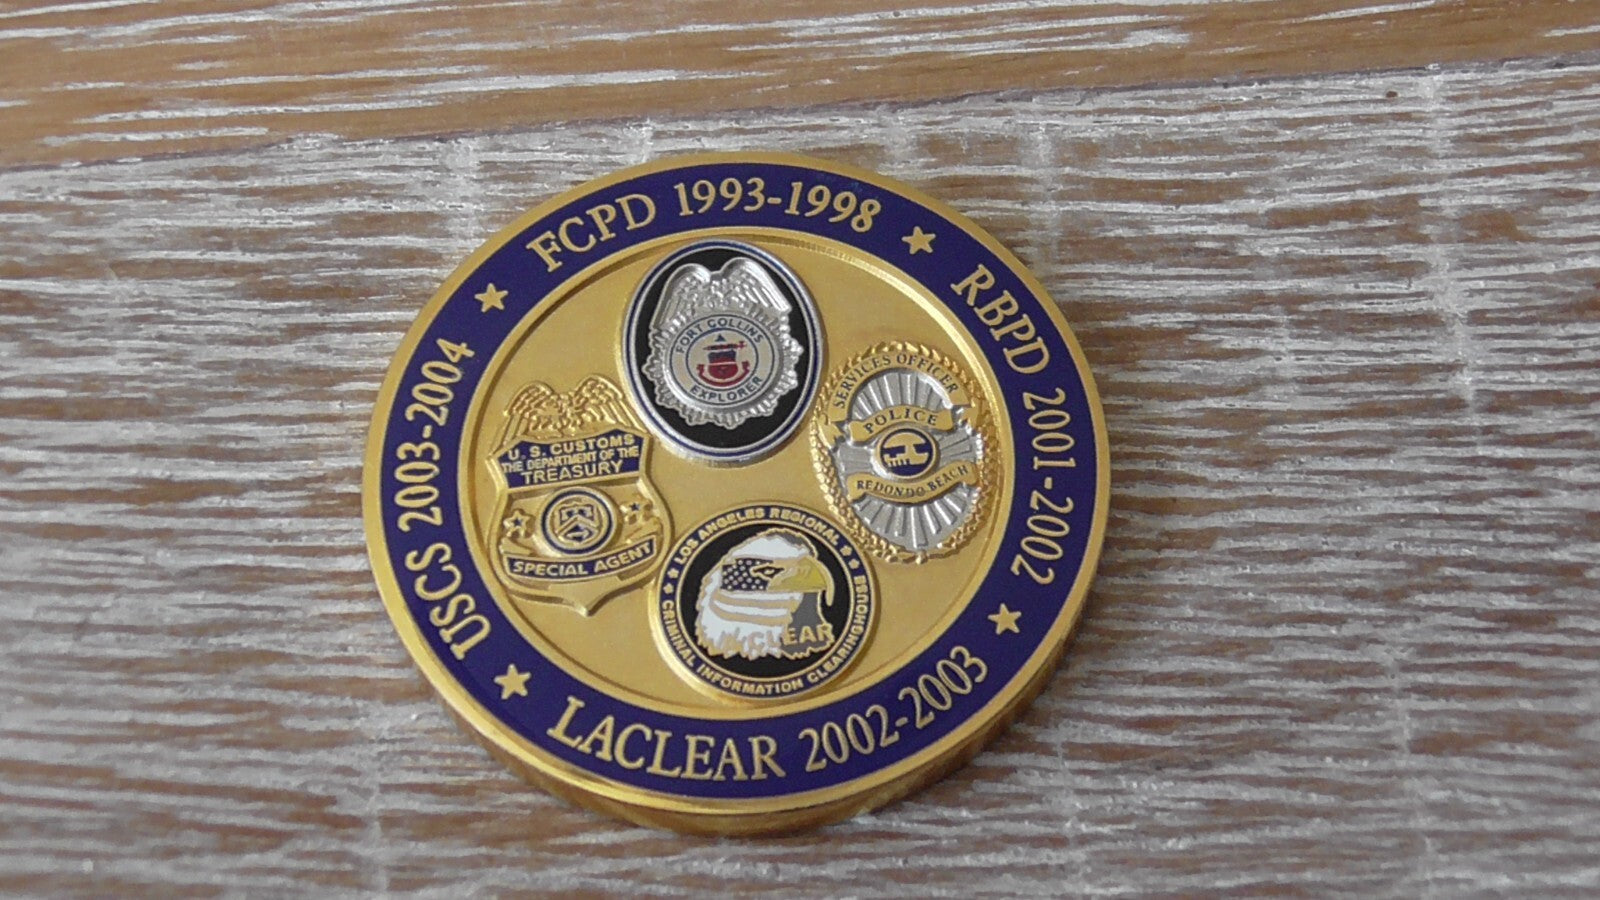 FCPD 1993-1998
RBPD 2001-2002
LACLEAR 2002-2003
USCS 2003-2004
FORT COLLINS
EXPLORER
SERVICES OFFICER
POLICE
REDONDO BEACH
U. S. CUSTOMS
THE DEPARTMENT OF THE
TREASURY
SPECIAL AGENT
LOS ANGELES REGIONAL
CRIMINAL INFORMATION CLEARINGHOUSE
CLEAR